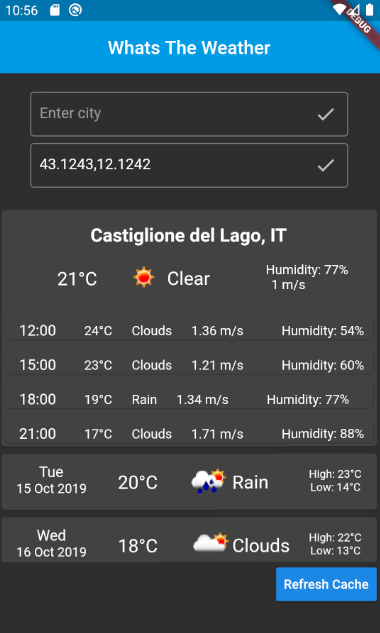 10:56
DEBUG
Whats The Weather
Enter city
43.1243,12.1242
Castiglione del Lago, IT
21°C Clear Humidity: 77%
1 m/s
12:00 24°C Clouds 1.36 m/s Humidity: 54%
15:00 23°C Clouds 1.21 m/s Humidity: 60%
18:00 19°C Rain 1.34 m/s Humidity: 77%
21:00 17°C Clouds 1.71 m/s Humidity: 88%
Tue
15 Oct 2019 20°C Rain High: 23°C
Low: 14°C
Wed
16 Oct 2019 18°C Clouds High: 22°C
Low: 13°C
Refresh Cache